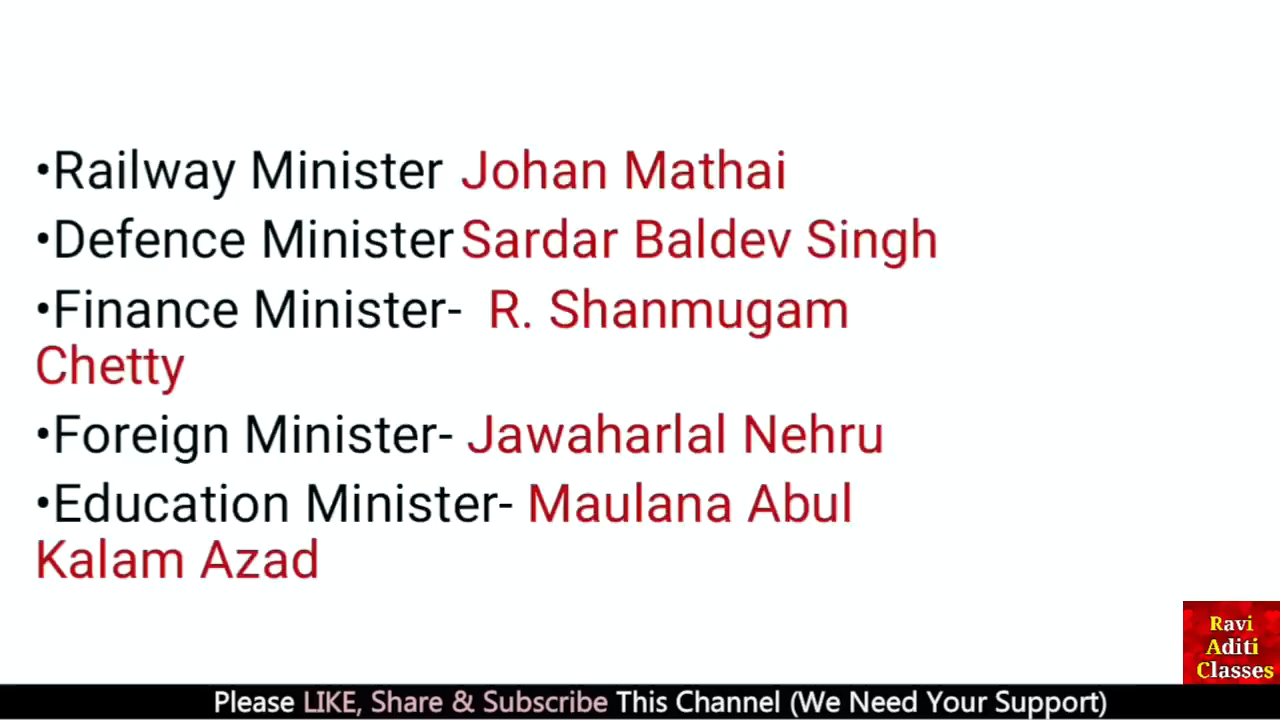 •Railway Minister Johan Mathai
•Defence Minister Sardar Baldev Singh
•Finance Minister- R. Shanmugam
Chetty
•Foreign Minister- Jawaharlal Nehru
•Education Minister- Maulana Abul
Kalam Azad
Ravi
Aditi
Classes
Please LIKE, Share & Subscribe This Channel (We Need Your Support)